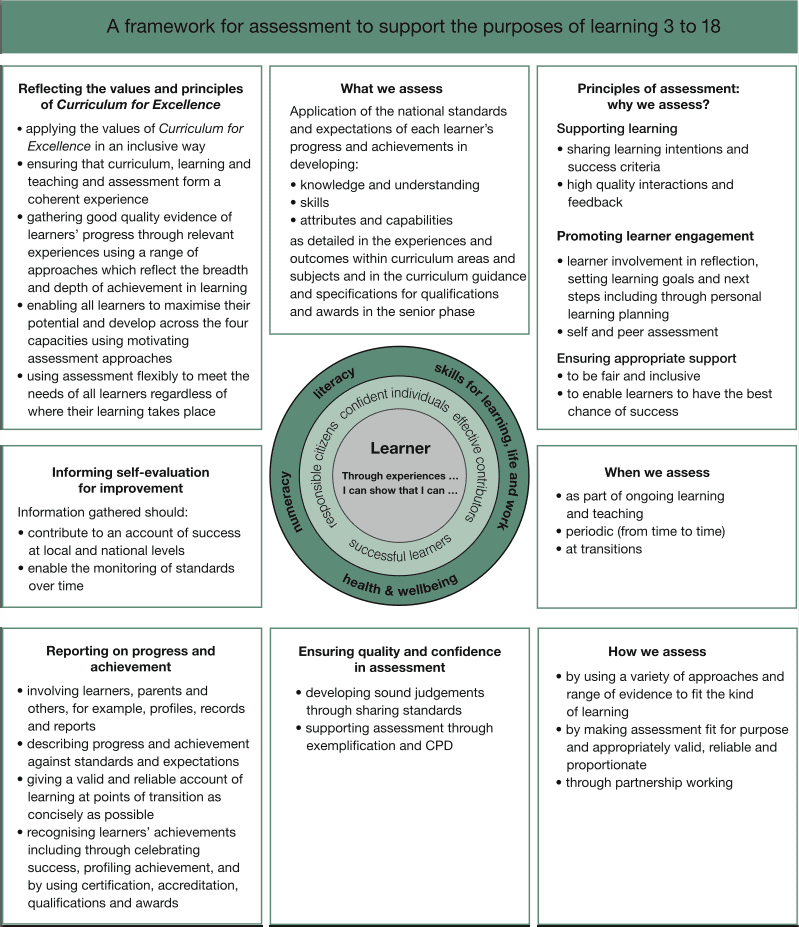 A framework for assessment to support the purposes of learning 3 to 18
Reflecting the values and principles
of Curriculum for Excellence
• applying the values of Curriculum for
Excellence in an inclusive way
• ensuring that curriculum, learning and
teaching and assessment form a
coherent experience
• gathering good quality evidence of
learners' progress through relevant
experiences using a range of
approaches which reflect the breadth
and depth of achievement in learning
• enabling all learners to maximise their
potential and develop across the four
capacities using motivating
assessment approaches
• using assessment flexibly to meet the
needs of all learners regardless of
where their learning takes place
What we assess
Application of the national standards
and expectations of each learner's
progress and achievements in
developing:
• knowledge and understanding
• skills
• attributes and capabilities
as detailed in the experiences and
outcomes within curriculum areas and
subjects and in the curriculum guidance
and specifications for qualifications
and awards in the senior phase
Principles of assessment:
why we assess?
Supporting learning
• sharing learning intentions and
success criteria
• high quality interactions and
feedback
Promoting learner engagement
• learner involvement in reflection,
setting learning goals and next
steps including through personal
learning planning
• self and peer assessment
Ensuring appropriate support
• to be fair and inclusive
• to enable learners to have the best
chance of success
literacy
skills for learning, life and work
health & wellbeing
numeracy
confident individuals
effective contributors
successful learners
responsible citizens
Learner
Through experiences ...
I can show that I can ...
Informing self-evaluation
for improvement
Information gathered should:
• contribute to an account of success
at local and national levels
• enable the monitoring of standards
over time
When we assess
• as part of ongoing learning
and teaching
• periodic (from time to time)
• at transitions
Reporting on progress and
achievement
• involving learners, parents and
others, for example, profiles, records
and reports
• describing progress and achievement
against standards and expectations
• giving a valid and reliable account of
learning at points of transition as
concisely as possible
• recognising learners' achievements
including through celebrating
success, profiling achievement, and
by using certification, accreditation,
qualifications and awards
Ensuring quality and confidence
in assessment
• developing sound judgements
through sharing standards
• supporting assessment through
exemplification and CPD
How we assess
• by using a variety of approaches and
range of evidence to fit the kind
of learning
• by making assessment fit for purpose
and appropriately valid, reliable and
proportionate
• through partnership working